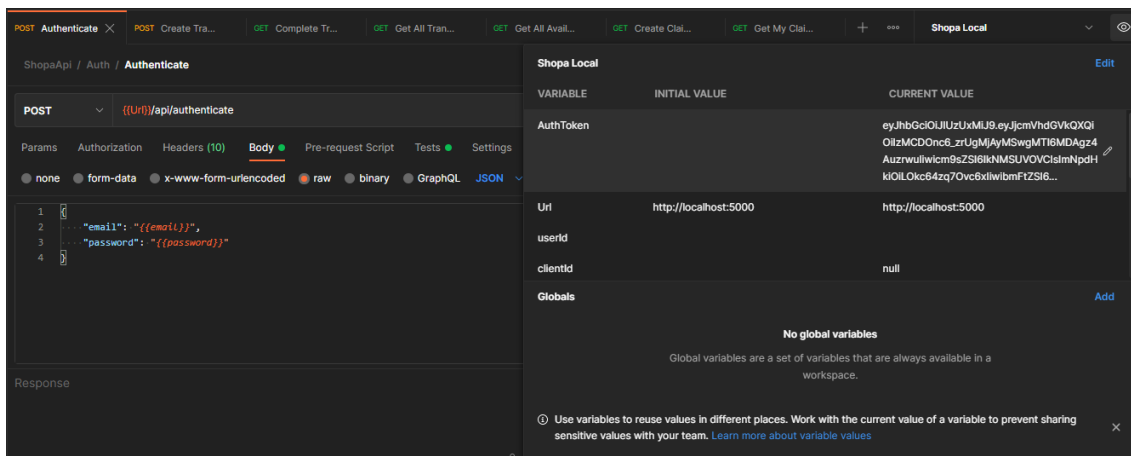 POST Authenticate
POST Create Tra...
GET Complete Tr...
GET Get All Tran...
GET Get All Avail...
GET Create Clai...
GET Get My Clai...
Shopa Local
ShopaApi / Auth / Authenticate
POST
{{Url}}/api/authenticate
Params Authorization Headers (10) Body Pre-request Script Tests Settings
none form-data x-www-form-urlencoded raw binary GraphQL JSON
1 {
2 "email": "{{email}}",
3 "password": "{{password}}"
4 }
Response
Shopa Local Edit
VARIABLE INITIAL VALUE CURRENT VALUE
AuthToken
Url http://localhost:5000 http://localhost:5000
userId
clientId null
Globals Add
No global variables
Global variables are a set of variables that are always available in a
workspace.
Use variables to reuse values in different places. Work with the current value of a variable to prevent sharing
sensitive values with your team. Learn more about variable values